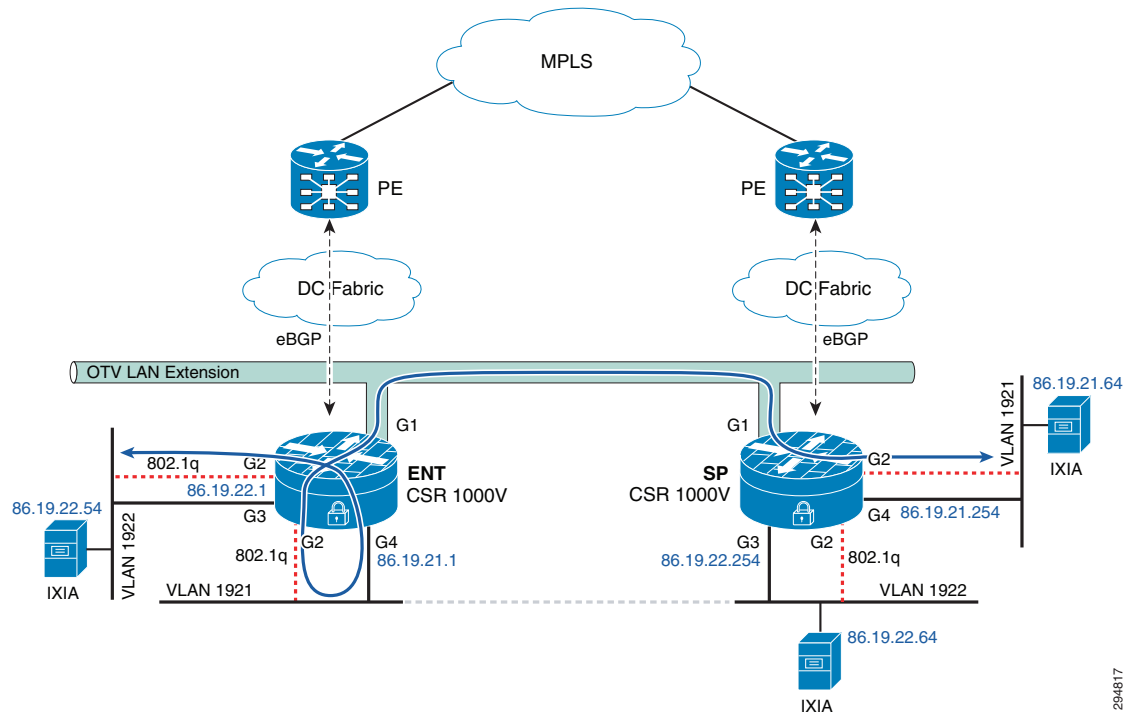 MPLS
PE
PE
DC Fabric
DC Fabric
eBGP
eBGP
OTV LAN Extension
86.19.21.64
G1
G1
VLAN 1921
IXIA
802.1q
G2
ENT
CSR 1000V
SP
CSR 1000V
G2
86.19.22.1
G3
G4
86.19.21.254
86.19.22.54
VLAN 1922
IXIA
802.1q
G2
G4
86.19.21.1
G3
86.19.22.254
G2
802.1q
VLAN 1921
VLAN 1922
86.19.22.64
IXIA
294817